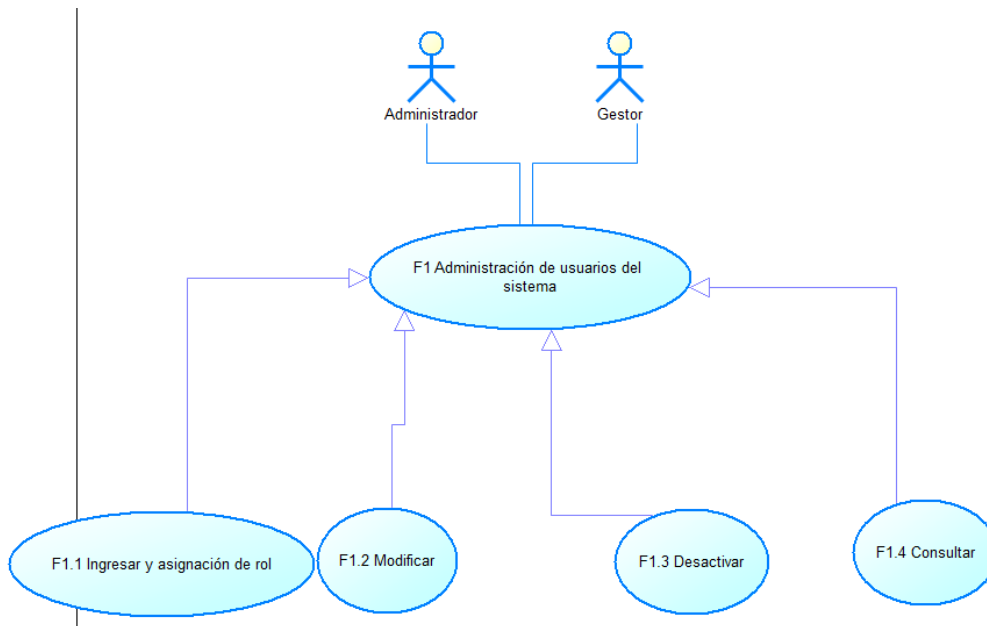 Administrador
Gestor
F1 Administración de usuarios del
sistema
F1.1 Ingresar y asignación de rol
F1.2 Modificar
F1.3 Desactivar
F1.4 Consultar